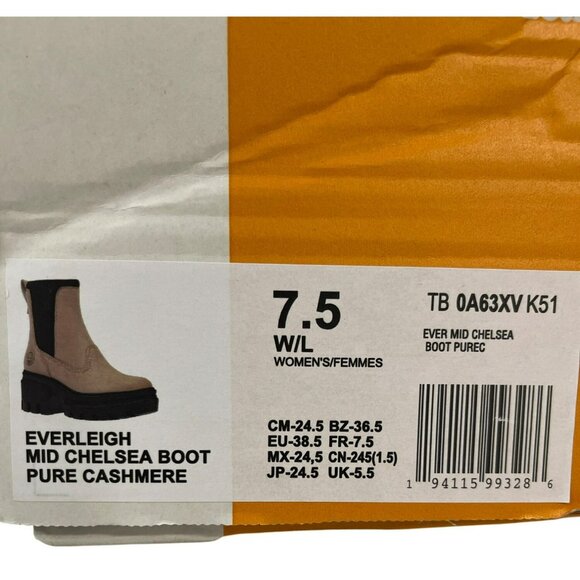 7.5
W/L
WOMEN'S/FEMMES
TB 0A63XV K51
EVER MID CHELSEA
BOOT PUREC
EVERLEIGH
MID CHELSEA BOOT
PURE CASHMERE
CM-24.5 BZ-36.5
EU-38.5 FR-7.5
MX-24,5 CN-245(1.5)
JP-24.5 UK-5.5
1 94115 99328 6